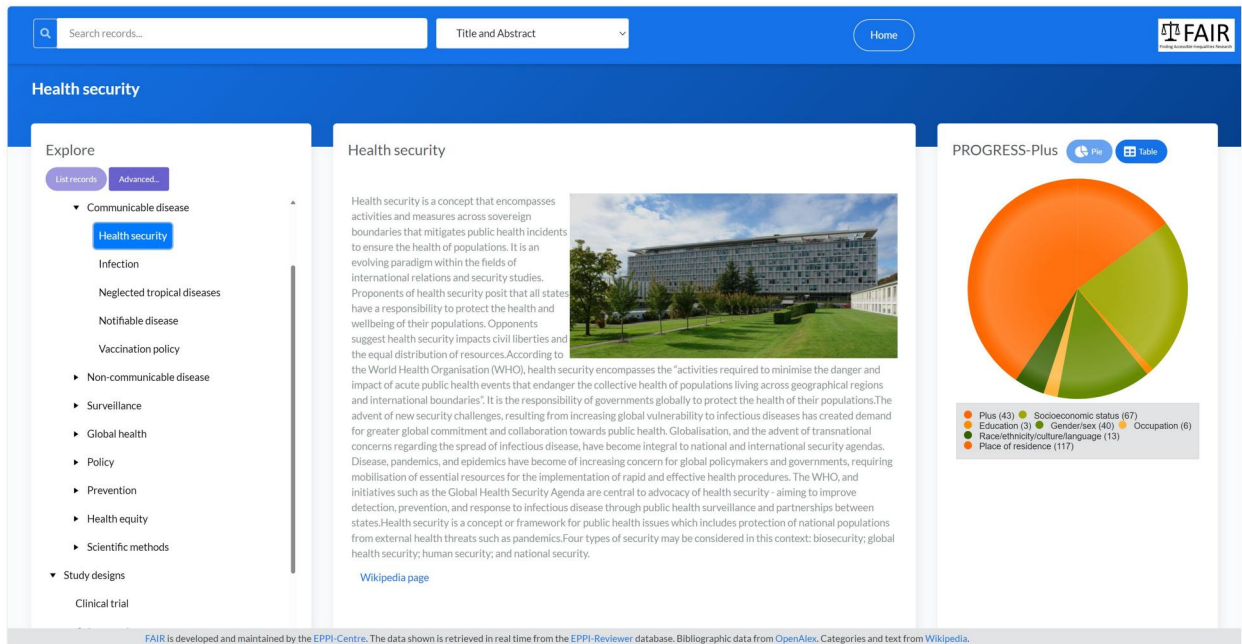 Search records...
Title and Abstract
Home
FAIR
Finding Accessible Inequalities Research
Health security
Explore
List records
Advanced...
Communicable disease
Health security
Infection
Neglected tropical diseases
Notifiable disease
Vaccination policy
Non-communicable disease
Surveillance
Global health
Policy
Prevention
Health equity
Scientific methods
Study designs
Clinical trial
Health security
Health security is a concept that encompasses
activities and measures across sovereign
boundaries that mitigates public health incidents
to ensure the health of populations. It is an
evolving paradigm within the fields of
international relations and security studies.
Proponents of health security posit that all states
have a responsibility to protect the health and
wellbeing of their populations. Opponents
suggest health security impacts civil liberties and
the equal distribution of resources.According to
the World Health Organisation (WHO), health security encompasses the "activities required to minimise the danger and
impact of acute public health events that endanger the collective health of populations living across geographical regions
and international boundaries". It is the responsibility of governments globally to protect the health of their populations.The
advent of new security challenges, resulting from increasing global vulnerability to infectious diseases has created demand
for greater global commitment and collaboration towards public health. Globalisation, and the advent of transnational
concerns regarding the spread of infectious disease, have become integral to national and international security agendas.
Disease, pandemics, and epidemics have become of increasing concern for global policymakers and governments, requiring
mobilisation of essential resources for the implementation of rapid and effective health procedures. The WHO, and
initiatives such as the Global Health Security Agenda are central to advocacy of health security - aiming to improve
detection, prevention, and response to infectious disease through public health surveillance and partnerships between
states.Health security is a concept or framework for public health issues which includes protection of national populations
from external health threats such as pandemics.Four types of security may be considered in this context: biosecurity; global
health security; human security; and national security.
Wikipedia page
PROGRESS-Plus
Pie
Table
Plus (43) Socioeconomic status (67)
Education (3) Gender/sex (40) Occupation (6)
Race/ethnicity/culture/language (13)
Place of residence (117)
FAIR is developed and maintained by the EPPI-Centre. The data shown is retrieved in real time from the EPPI-Reviewer database. Bibliographic data from OpenAlex. Categories and text from Wikipedia.